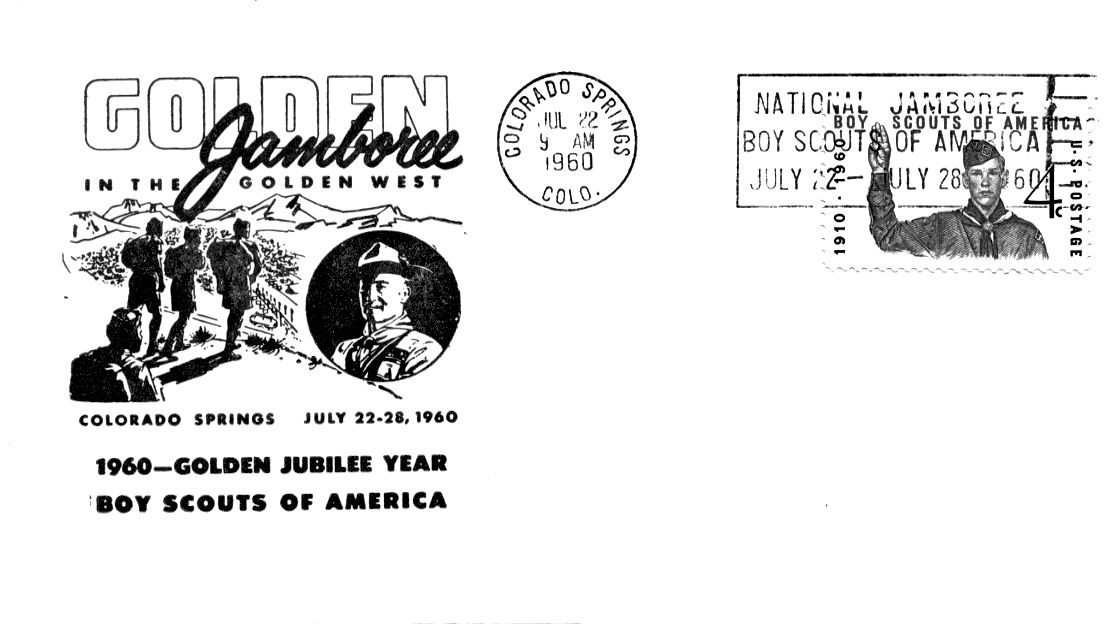 GOLDEN
Jamboree
IN THE GOLDEN WEST
COLORADO SPRINGS JULY 22-28, 1960
1960—GOLDEN JUBILEE YEAR
BOY SCOUTS OF AMERICA
COLORADO SPRINGS
JUL 22
9 AM
1960
COLO.
NATIONAL JAMBOREE
BOY SCOUTS OF AMERICA
JULY 22 — JULY 28 60
BOY SCOUTS OF AMERICA
1910 · 1960
4c
U.S. POSTAGE